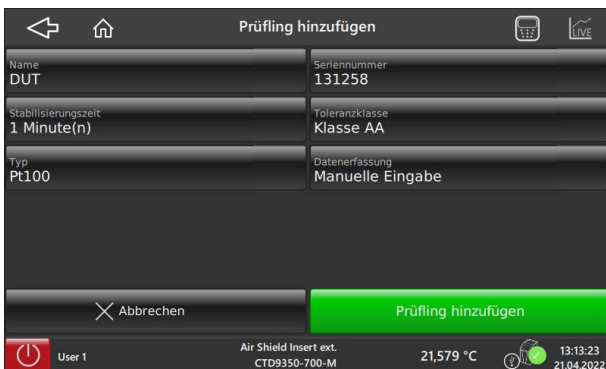 Prüfling hinzufügen
LIVE
Name
DUT
Seriennummer
131258
Stabilisierungszeit
1 Minute(n)
Toleranzklasse
Klasse AA
Typ
Pt100
Datenerfassung
Manuelle Eingabe
Abbrechen
Prüfling hinzufügen
User 1
Air Shield Insert ext.
CTD9350-700-M
21,579 °C
13:13:23
21.04.2022